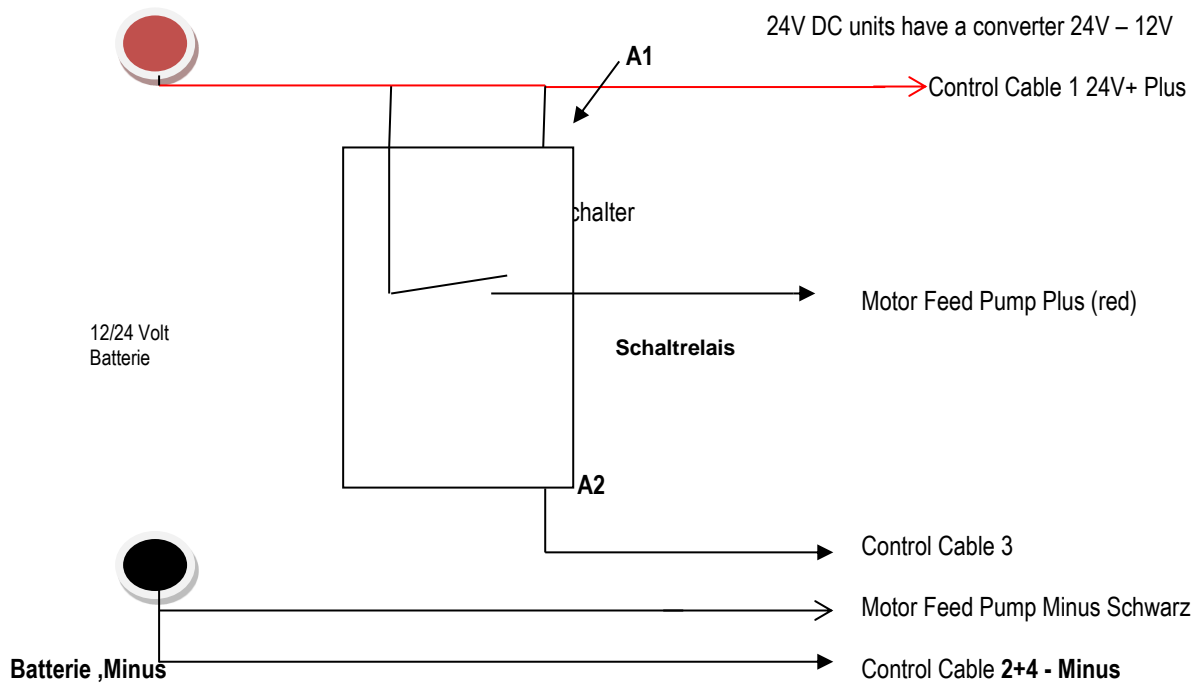 24V DC units have a converter 24V – 12V
A1
Control Cable 1 24V+ Plus
chalter
Motor Feed Pump Plus (red)
12/24 Volt
Batterie
Schaltrelais
A2
Control Cable 3
Motor Feed Pump Minus Schwarz
Batterie ,Minus
Control Cable 2+4 - Minus